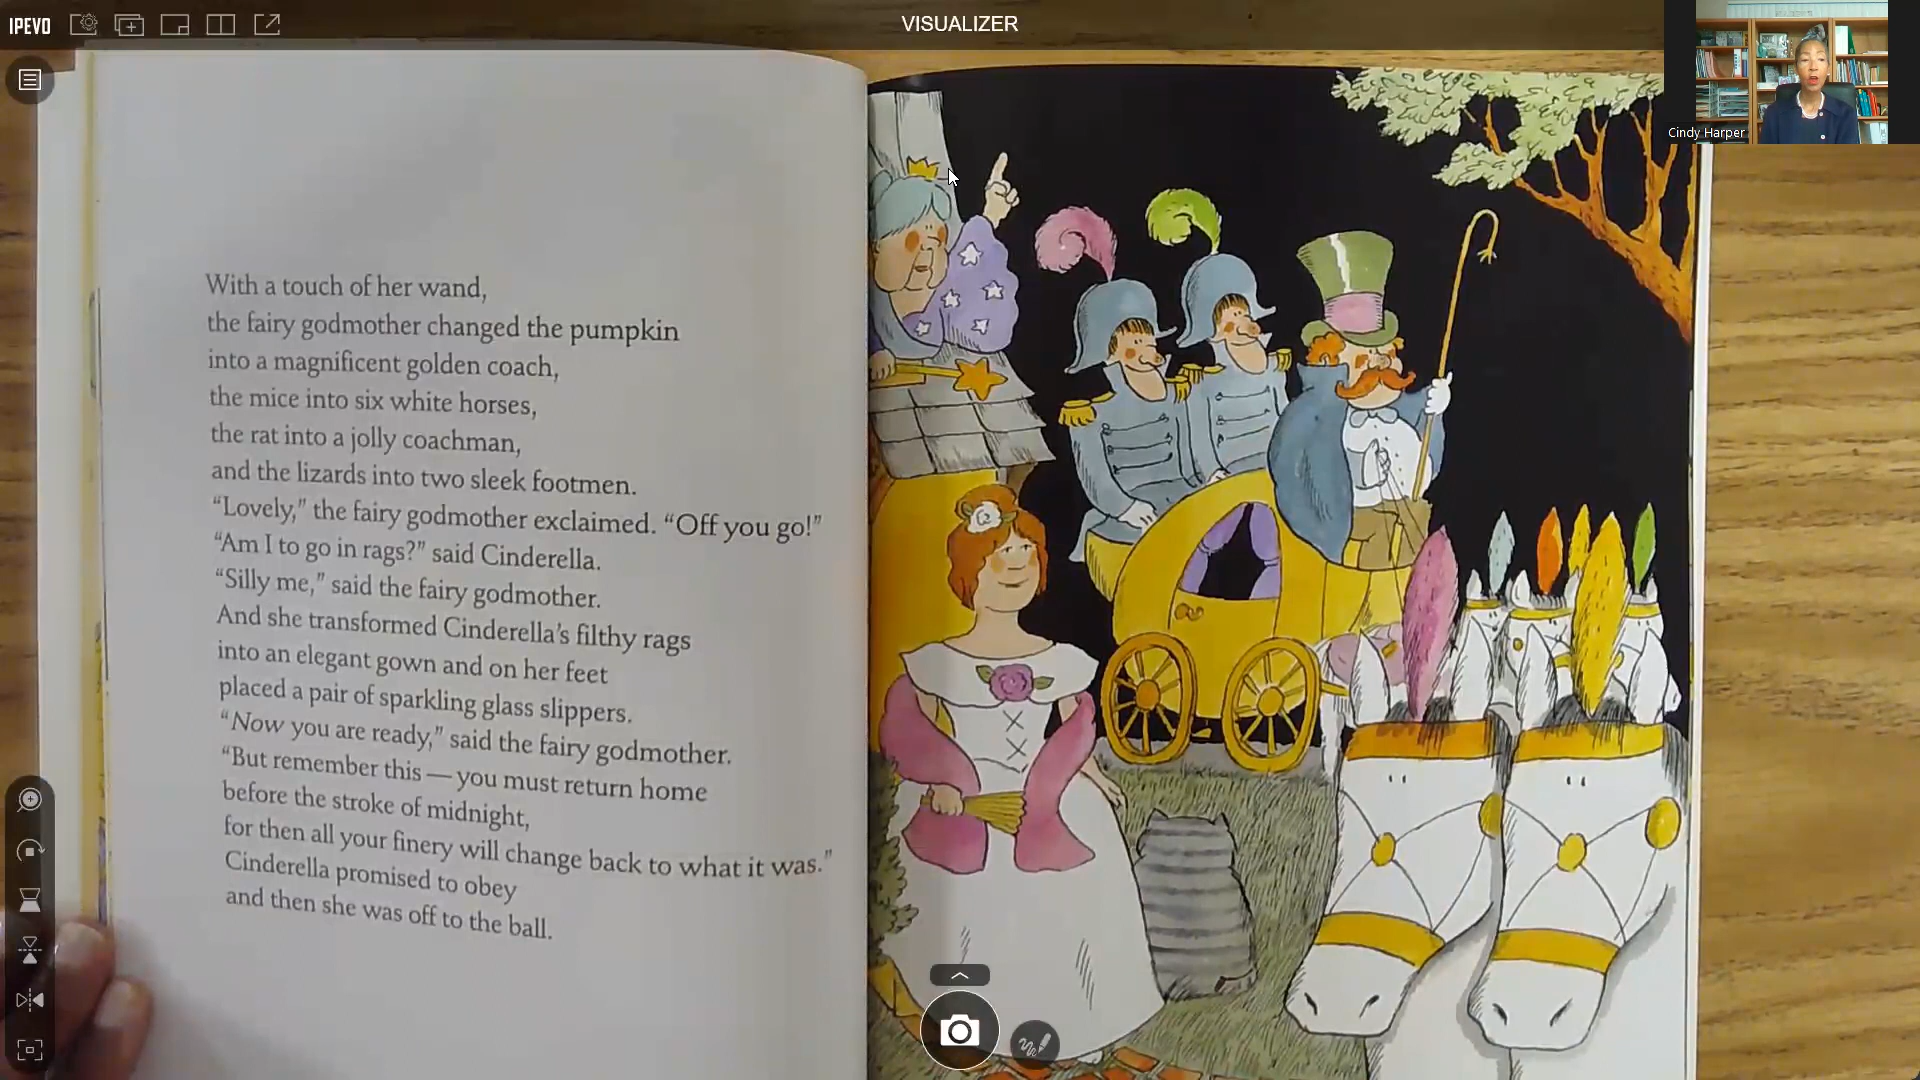 IPEVO
VISUALIZER
Cindy Harper
With a touch of her wand,
the fairy godmother changed the pumpkin
into a magnificent golden coach,
the mice into six white horses,
the rat into a jolly coachman,
and the lizards into two sleek footmen.
“Lovely,” the fairy godmother exclaimed. “Off you go!”
“Am I to go in rags?” said Cinderella.
“Silly me,” said the fairy godmother.
And she transformed Cinderella’s filthy rags
into an elegant gown and on her feet
placed a pair of sparkling glass slippers.
“Now you are ready,” said the fairy godmother.
“But remember this — you must return home
before the stroke of midnight,
for then all your finery will change back to what it was.”
Cinderella promised to obey
and then she was off to the ball.